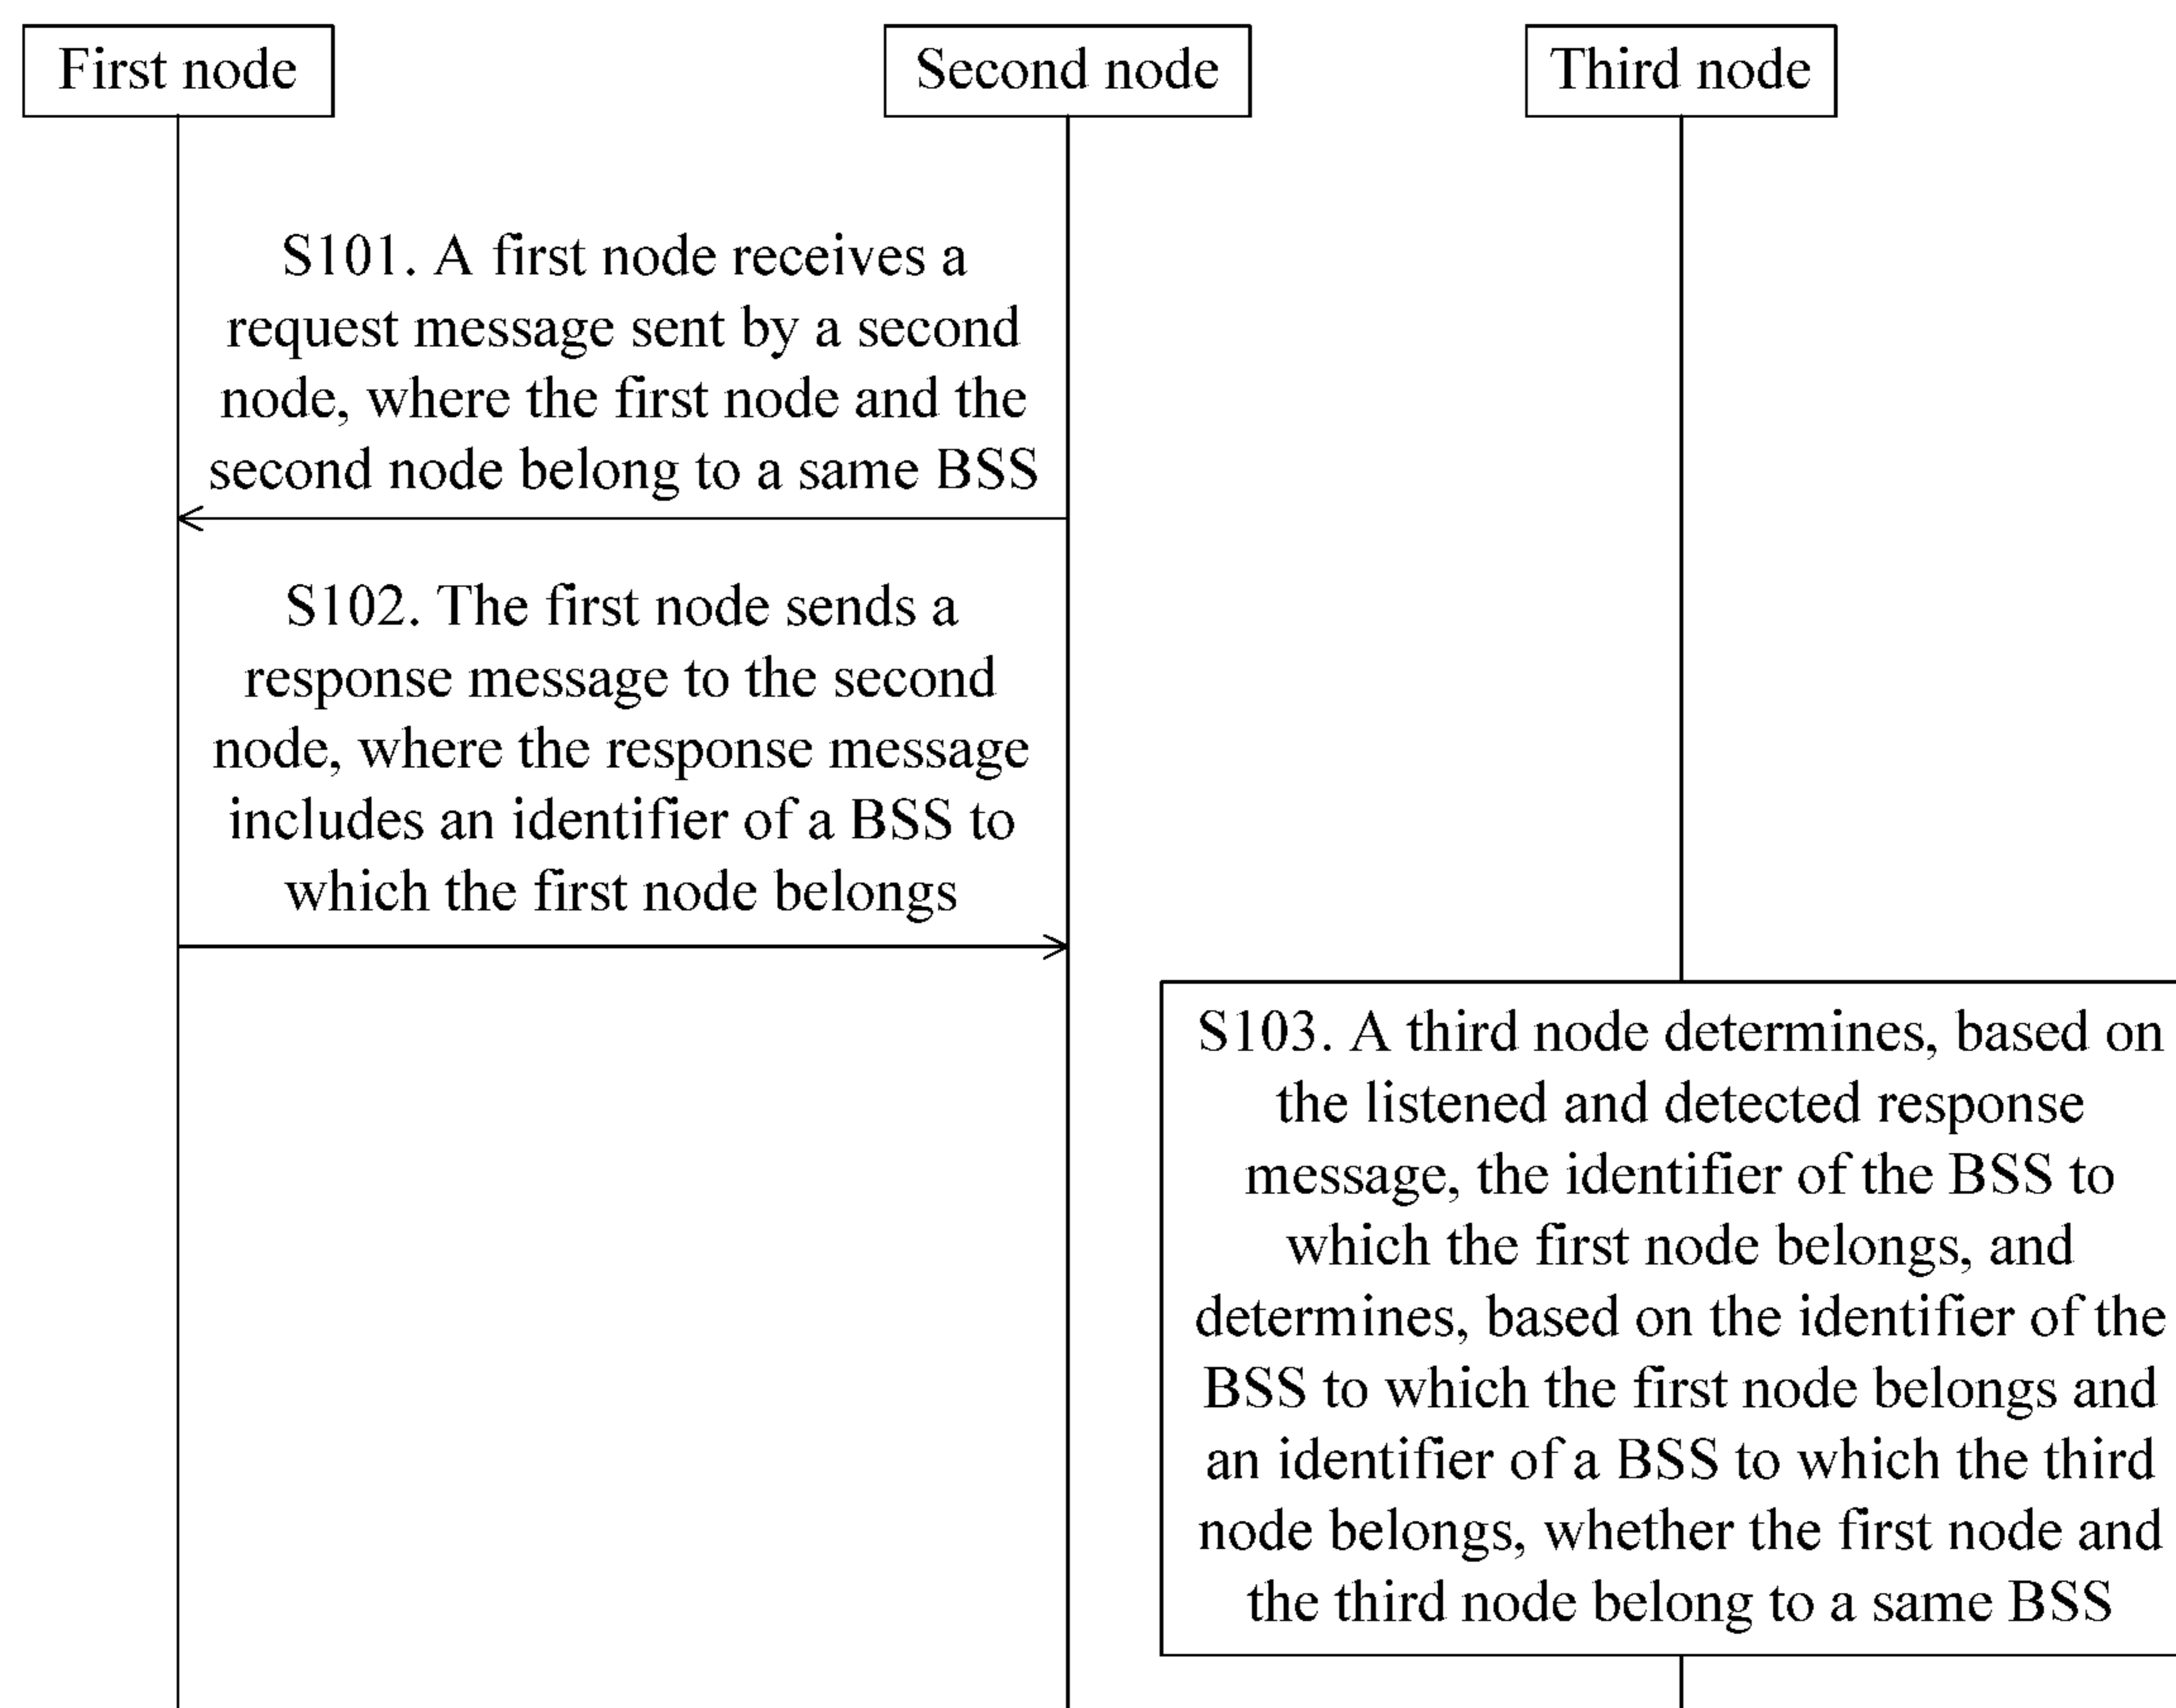 First node
Second node
Third node
S101. A first node receives a
request message sent by a second
node, where the first node and the
second node belong to a same BSS
S102. The first node sends a
response message to the second
node, where the response message
includes an identifier of a BSS to
which the first node belongs
S103. A third node determines, based on
the listened and detected response
message, the identifier of the BSS to
which the first node belongs, and
determines, based on the identifier of the
BSS to which the first node belongs and
an identifier of a BSS to which the third
node belongs, whether the first node and
the third node belong to a same BSS